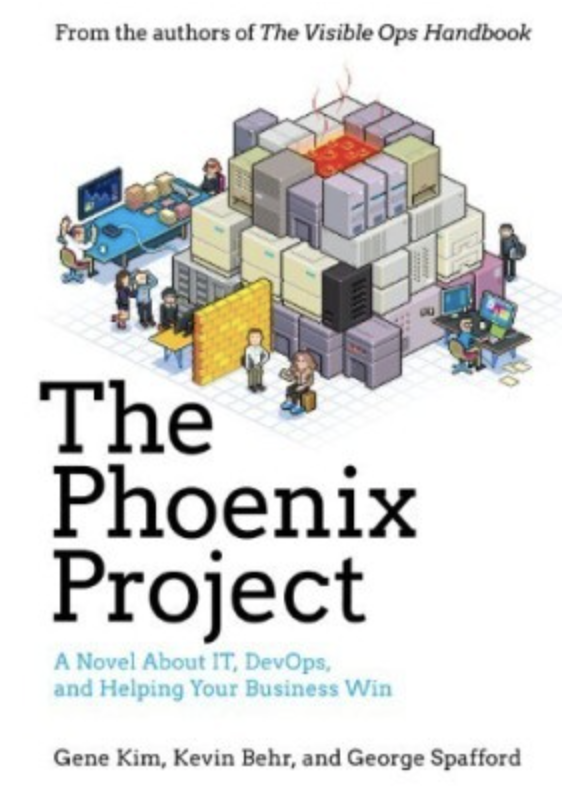 From the authors of The Visible Ops Handbook
The
Phoenix
Project
A Novel About IT, DevOps,
and Helping Your Business Win
Gene Kim, Kevin Behr, and George Spafford